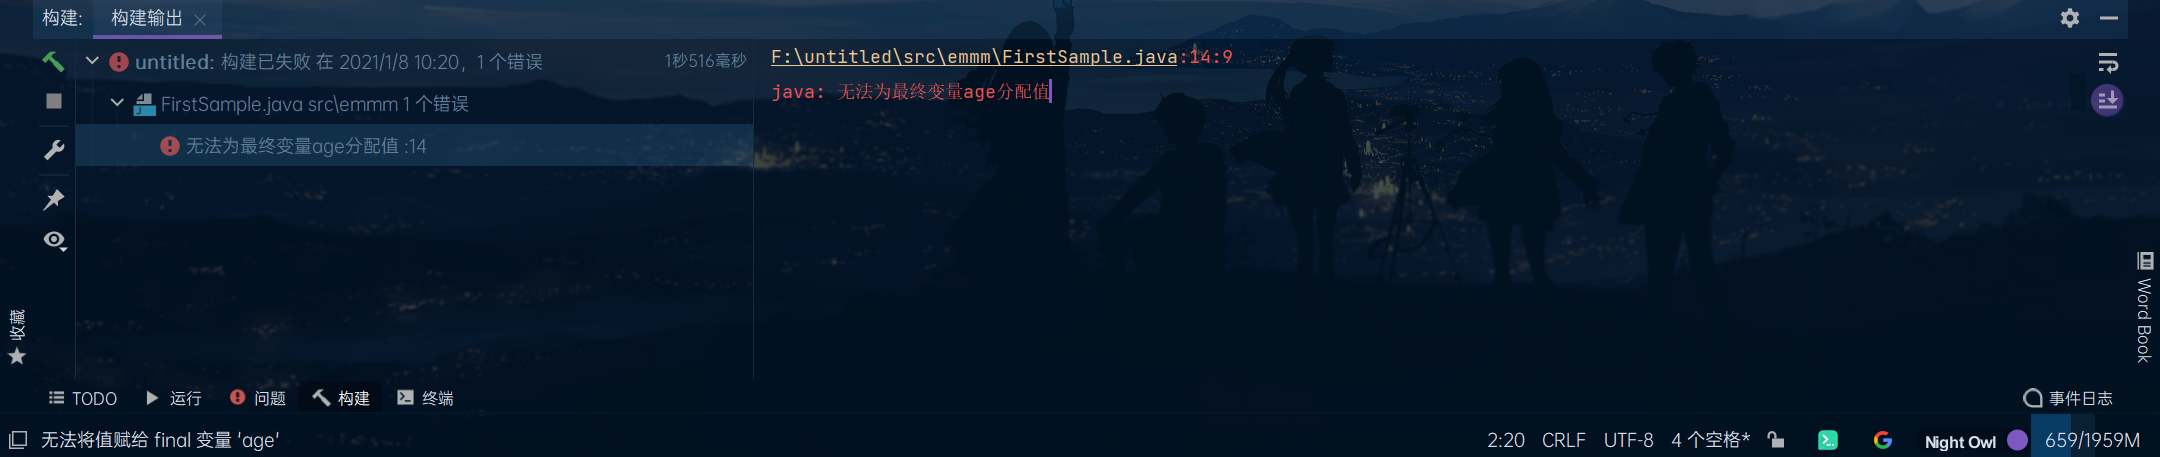 构建: 构建输出
untitled: 构建已失败 在 2021/1/8 10:20, 1 个错误 1秒516毫秒
FirstSample.java src\emmm 1 个错误
无法为最终变量age分配值 :14
F:\untitled\src\emmm\FirstSample.java:14:9
java: 无法为最终变量age分配值
收藏
Word Book
TODO 运行 问题 构建 终端 事件日志
无法将值赋给 final 变量 'age' 2:20 CRLF UTF-8 4 个空格* Night Owl 659/1959M